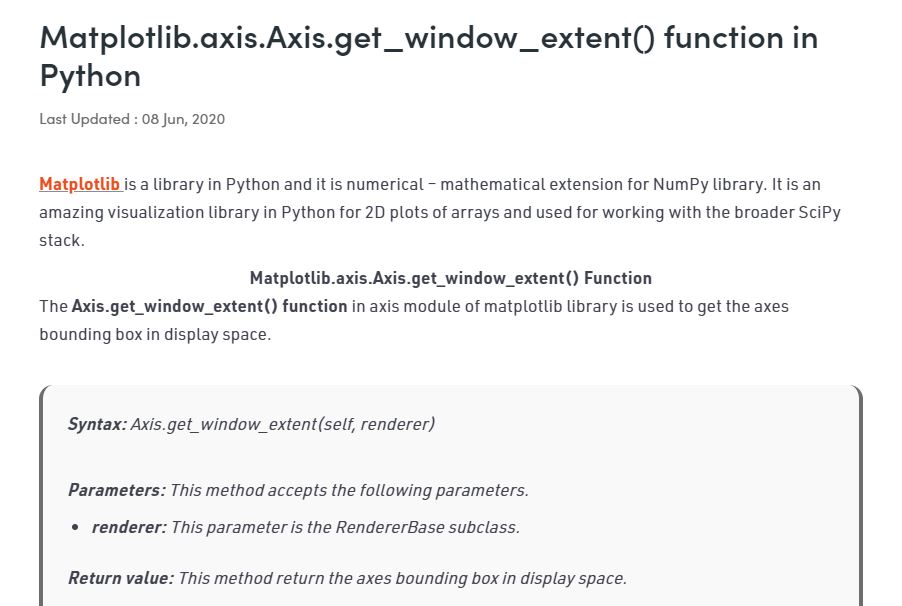 Matplotlib.axis.Axis.get_window_extent() function in
Python
Last Updated : 08 Jun, 2020
Matplotlib is a library in Python and it is numerical – mathematical extension for NumPy library. It is an
amazing visualization library in Python for 2D plots of arrays and used for working with the broader SciPy
stack.
Matplotlib.axis.Axis.get_window_extent() Function
The Axis.get_window_extent() function in axis module of matplotlib library is used to get the axes
bounding box in display space.
Syntax: Axis.get_window_extent(self, renderer)
Parameters: This method accepts the following parameters.
• renderer: This parameter is the RendererBase subclass.
Return value: This method return the axes bounding box in display space.